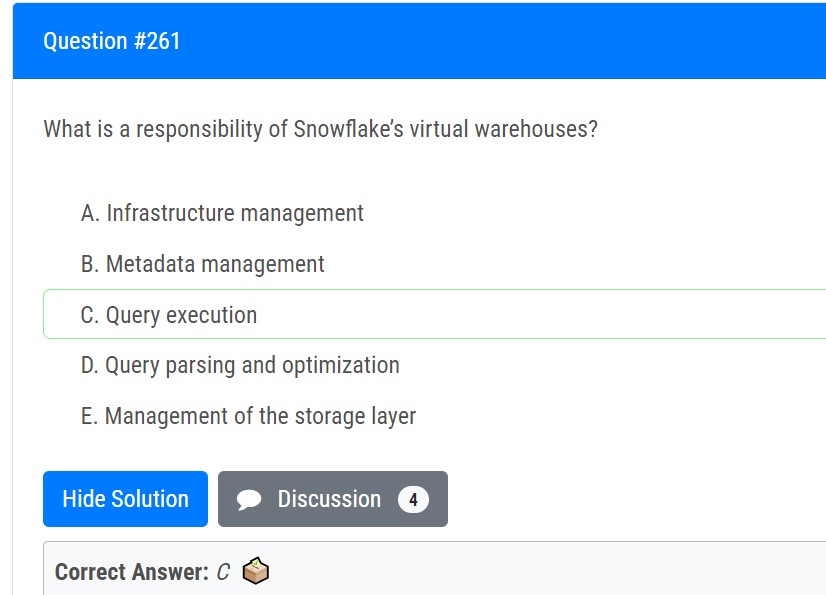 Question #261
What is a responsibility of Snowflake’s virtual warehouses?
A. Infrastructure management
B. Metadata management
C. Query execution
D. Query parsing and optimization
E. Management of the storage layer
Hide Solution
Discussion 4
Correct Answer: C